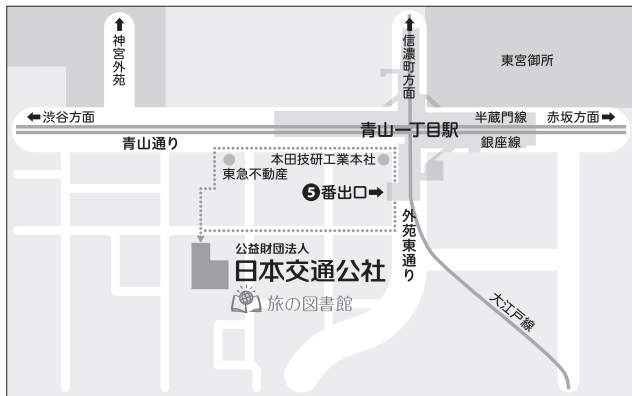 ↑
神宮外苑
↑
信濃町方面
東宮御所
←渋谷方面
半蔵門線
赤坂方面→
青山一丁目駅
青山通り
銀座線
本田技研工業本社
東急不動産
❺番出口→
外苑東通り
公益財団法人
日本交通公社
旅の図書館
大江戸線